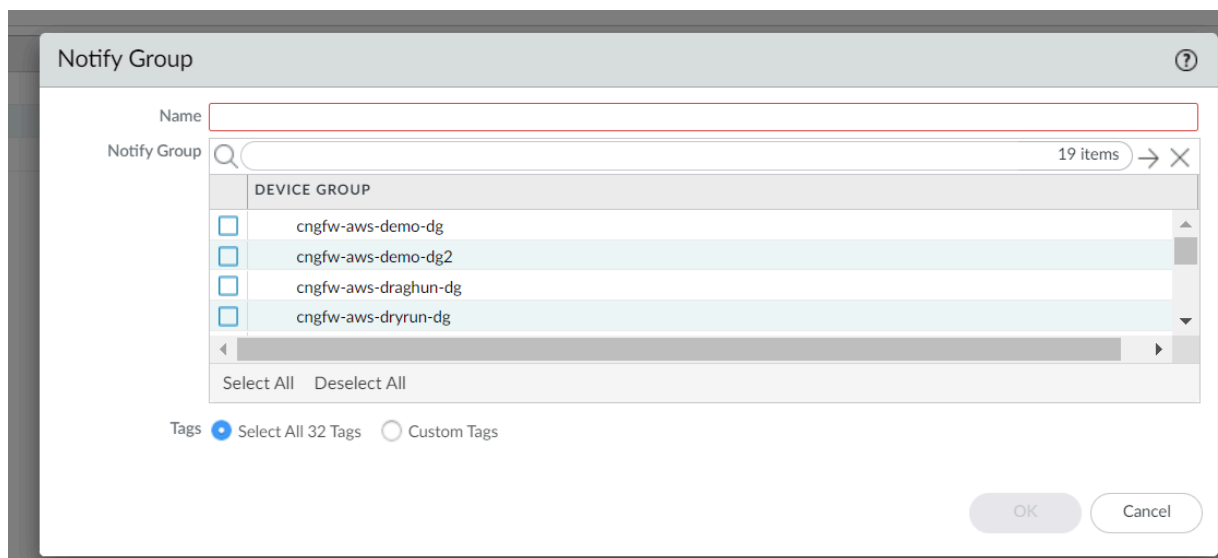 Notify Group
Name
Notify Group
19 items
DEVICE GROUP
cngfw-aws-demo-dg
cngfw-aws-demo-dg2
cngfw-aws-draghun-dg
cngfw-aws-dryrun-dg
Select All Deselect All
Tags Select All 32 Tags Custom Tags
OK Cancel